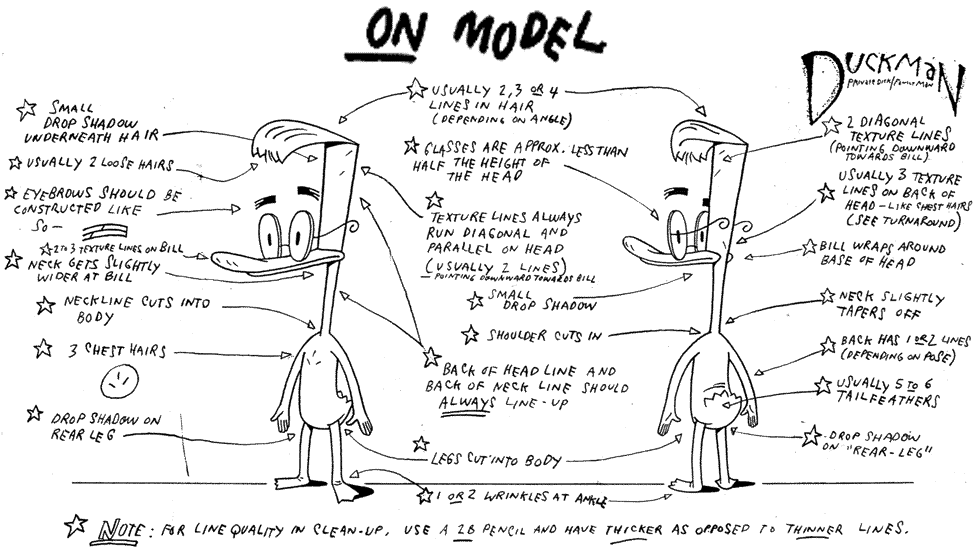 ON MODEL
DUCKMAN
PRIVATE DICK/FAMILY MAN
SMALL
DROP SHADOW
UNDERNEATH HAIR
USUALLY 2 LOOSE HAIRS
EYEBROWS SHOULD BE
CONSTRUCTED LIKE
SO—
2 TO 3 TEXTURE LINES ON BILL
NECK GETS SLIGHTLY
WIDER AT BILL
NECKLINE CUTS INTO
BODY
3 CHEST HAIRS
DROP SHADOW ON
REAR LEG
USUALLY 2, 3 OR 4
LINES IN HAIR
(DEPENDING ON ANGLE)
GLASSES ARE APPROX. LESS THAN
HALF THE HEIGHT OF
THE HEAD
TEXTURE LINES ALWAYS
RUN DIAGONAL AND
PARALLEL ON HEAD
(USUALLY 2 LINES)
—POINTING DOWNWARD TOWARDS BILL
SMALL
DROP SHADOW
SHOULDER CUTS IN
BACK OF HEAD LINE AND
BACK OF NECK LINE SHOULD
ALWAYS LINE-UP
LEGS CUT INTO BODY
1 OR 2 WRINKLES AT ANKLE
2 DIAGONAL
TEXTURE LINES
(POINTING DOWNWARD
TOWARDS BILL)
USUALLY 3 TEXTURE
LINES ON BACK OF
HEAD—LIKE CHEST HAIRS
(SEE TURNAROUND)
BILL WRAPS AROUND
BASE OF HEAD
NECK SLIGHTLY
TAPERS OFF
BACK HAS 1 OR 2 LINES
(DEPENDING ON POSE)
USUALLY 5 TO 6
TAILFEATHERS
DROP SHADOW
ON "REAR-LEG"
NOTE: FOR LINE QUALITY IN CLEAN-UP, USE A 2B PENCIL AND HAVE THICKER AS OPPOSED TO THINNER LINES.